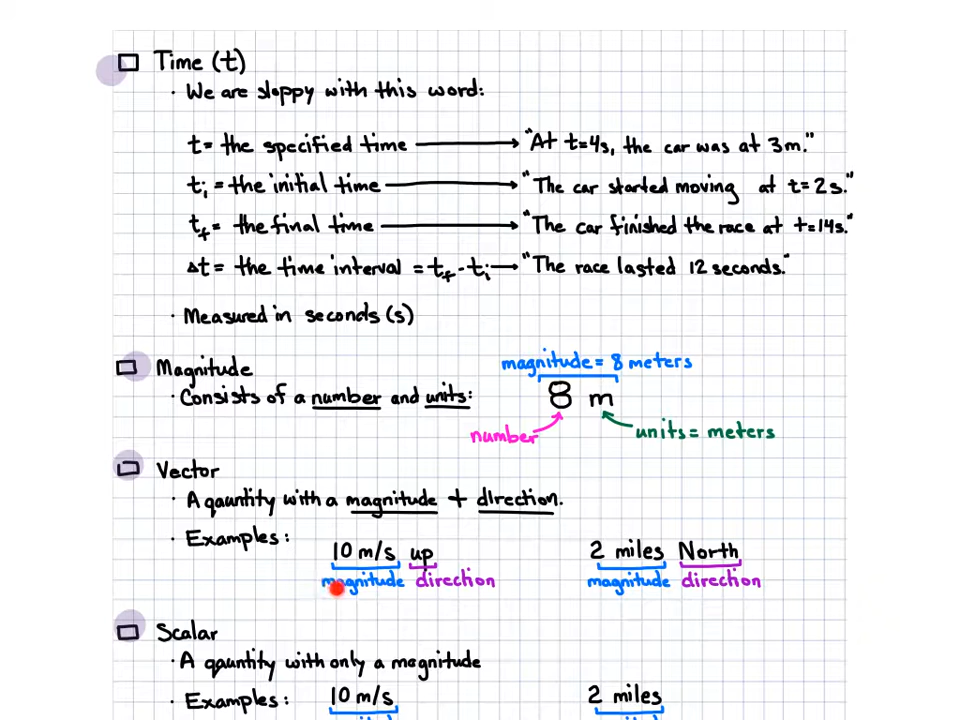 Time (t)
· We are sloppy with this word:
t= the specified time → "At t=4s, the car was at 3m."
ti = the initial time → "The car started moving at t=2s."
tf = the final time → "The car finished the race at t=14s."
Δt= the time interval = tf - ti → "The race lasted 12 seconds."
· Measured in seconds (s)
Magnitude
magnitude = 8 meters
· Consists of a number and units:
8 m
number
units = meters
Vector
· A qauntity with a magnitude + direction.
· Examples:
10 m/s up
2 miles North
magnitude direction
magnitude direction
Scalar
· A qauntity with only a magnitude
· Examples:
10 m/s
2 miles